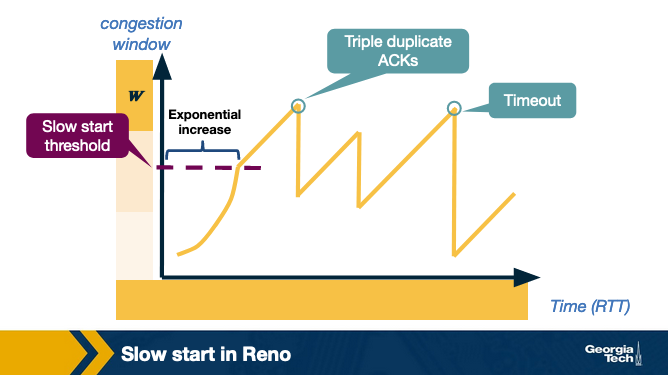 congestion
window
Triple duplicate
ACKs
w
Timeout
Exponential
increase
Slow start
threshold
Time (RTT)
Slow start in Reno
Georgia
Tech